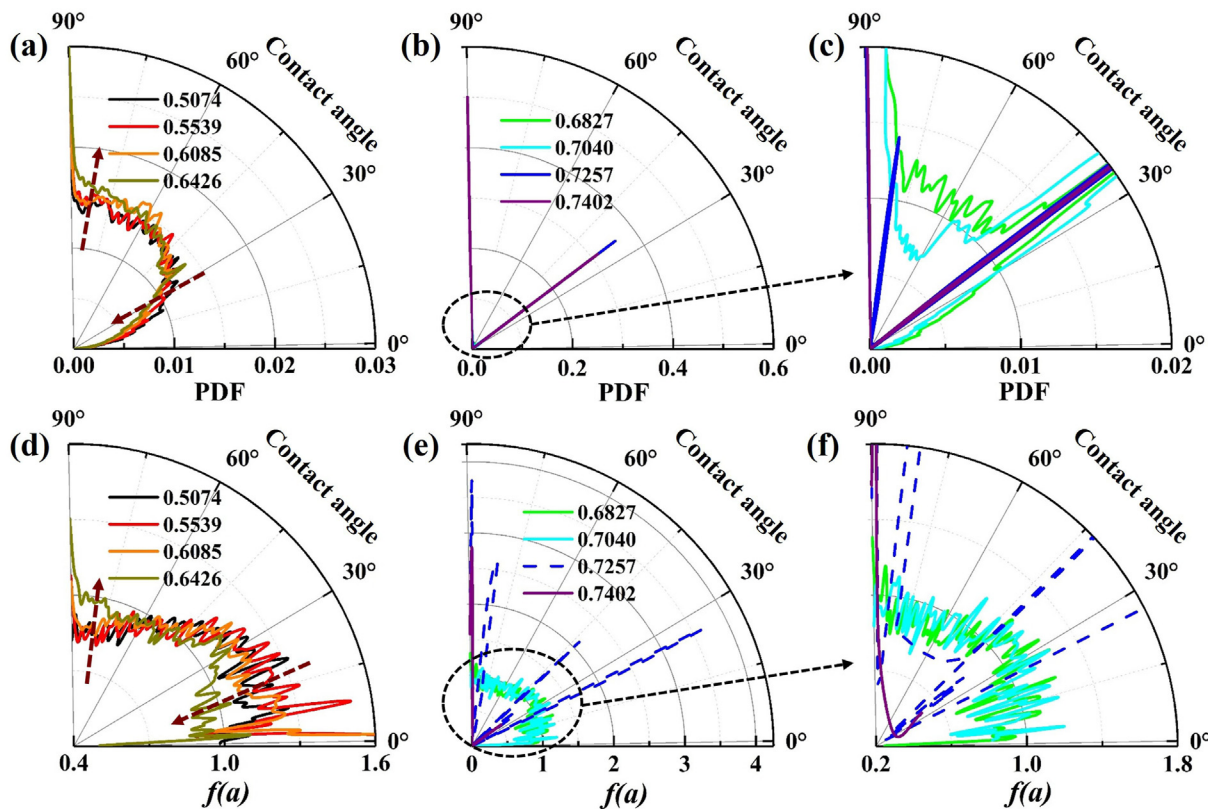 (a)
90°
60°
Contact angle
30°
0°
0.5074
0.5539
0.6085
0.6426
0.00 0.01 0.02 0.03
PDF
(b)
90°
60°
Contact angle
30°
0°
0.6827
0.7040
0.7257
0.7402
0.0 0.2 0.4 0.6
PDF
(c)
90°
60°
Contact angle
30°
0°
0.00 0.01 0.02
PDF
(d)
90°
60°
Contact angle
30°
0°
0.5074
0.5539
0.6085
0.6426
0.4 1.0 1.6
f(a)
(e)
90°
60°
Contact angle
30°
0°
0.6827
0.7040
0.7257
0.7402
0 1 2 3 4
f(a)
(f)
90°
60°
Contact angle
30°
0°
0.2 1.0 1.8
f(a)